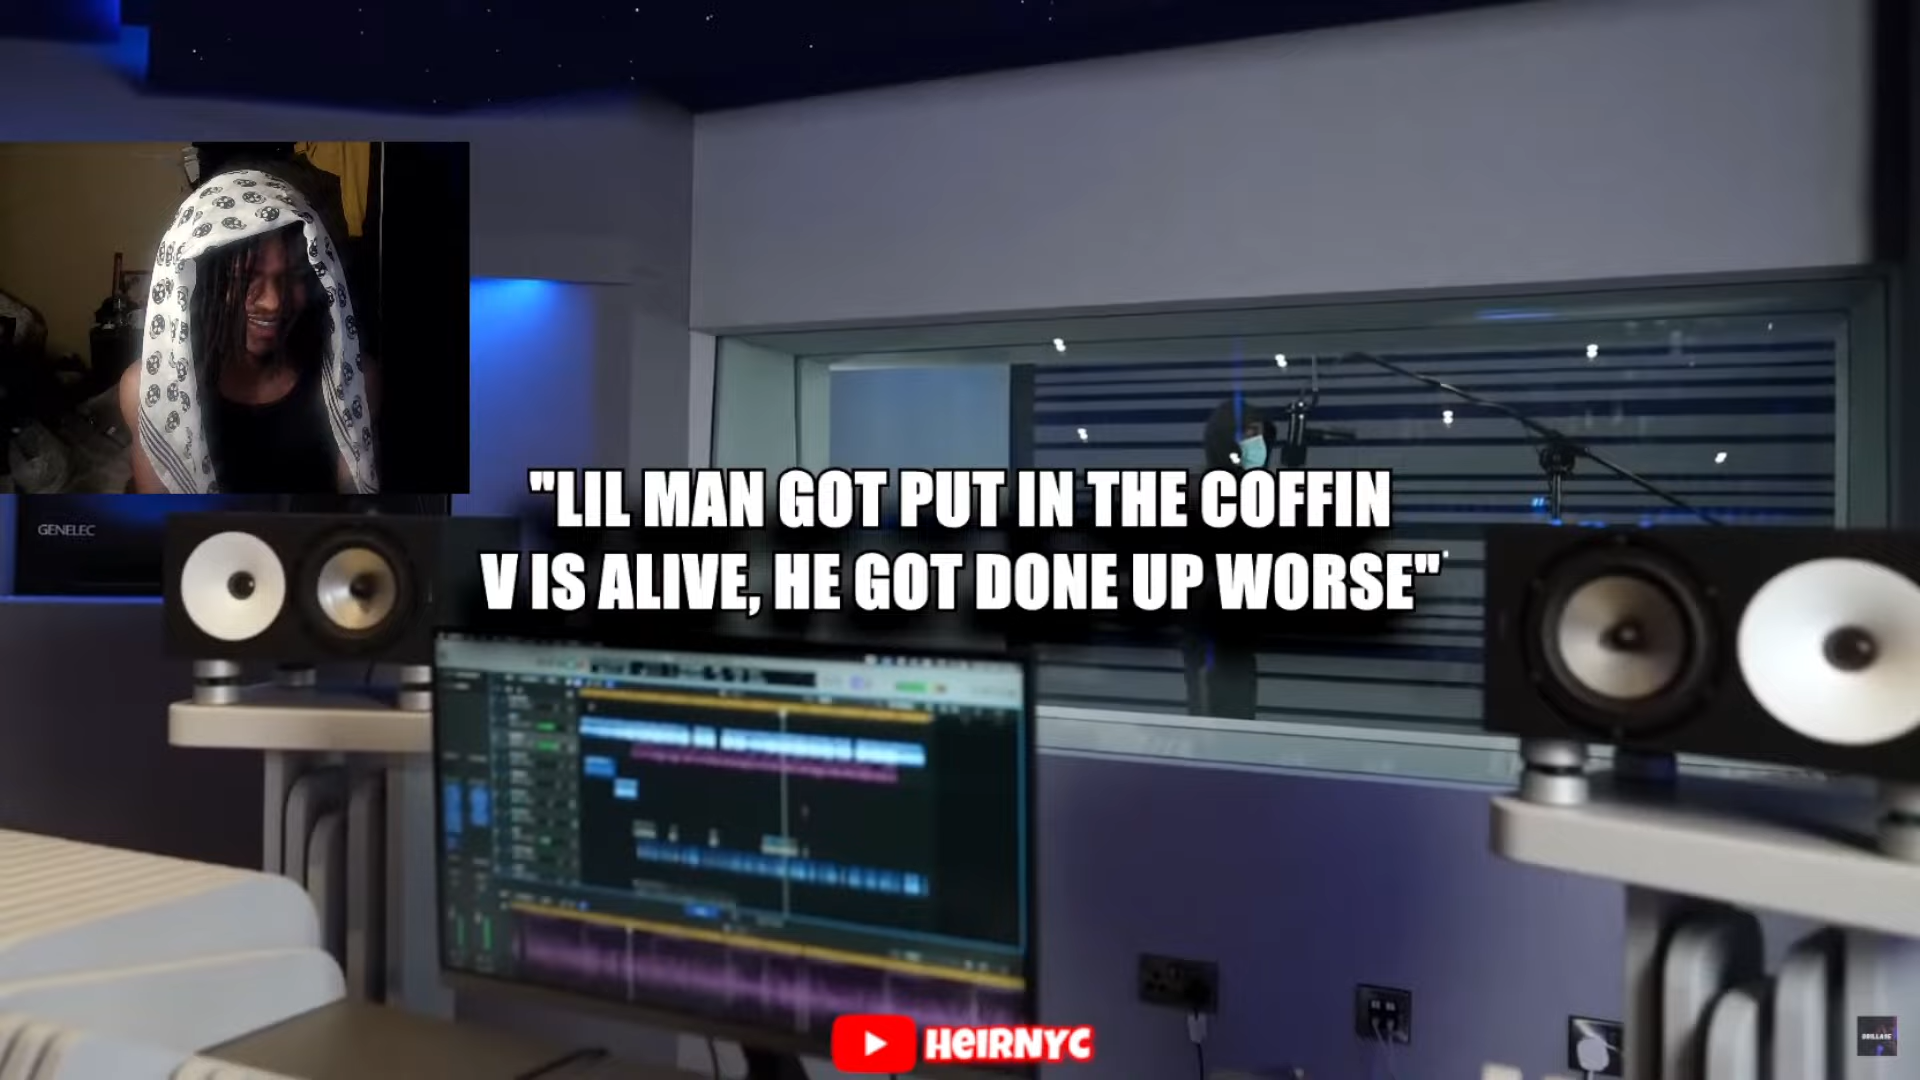 GENELEC
"LIL MAN GOT PUT IN THE COFFIN
V IS ALIVE, HE GOT DONE UP WORSE"
HEIRNYC